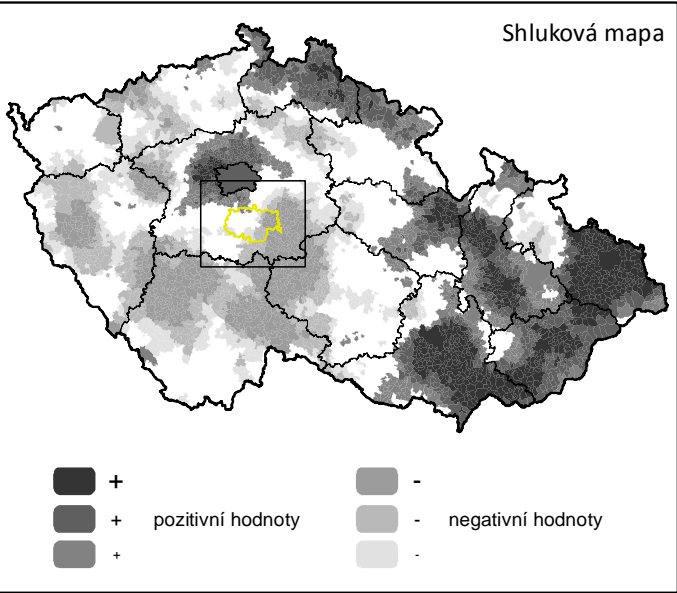 Shluková mapa
+ -
+ pozitivní hodnoty - negativní hodnoty
+ -